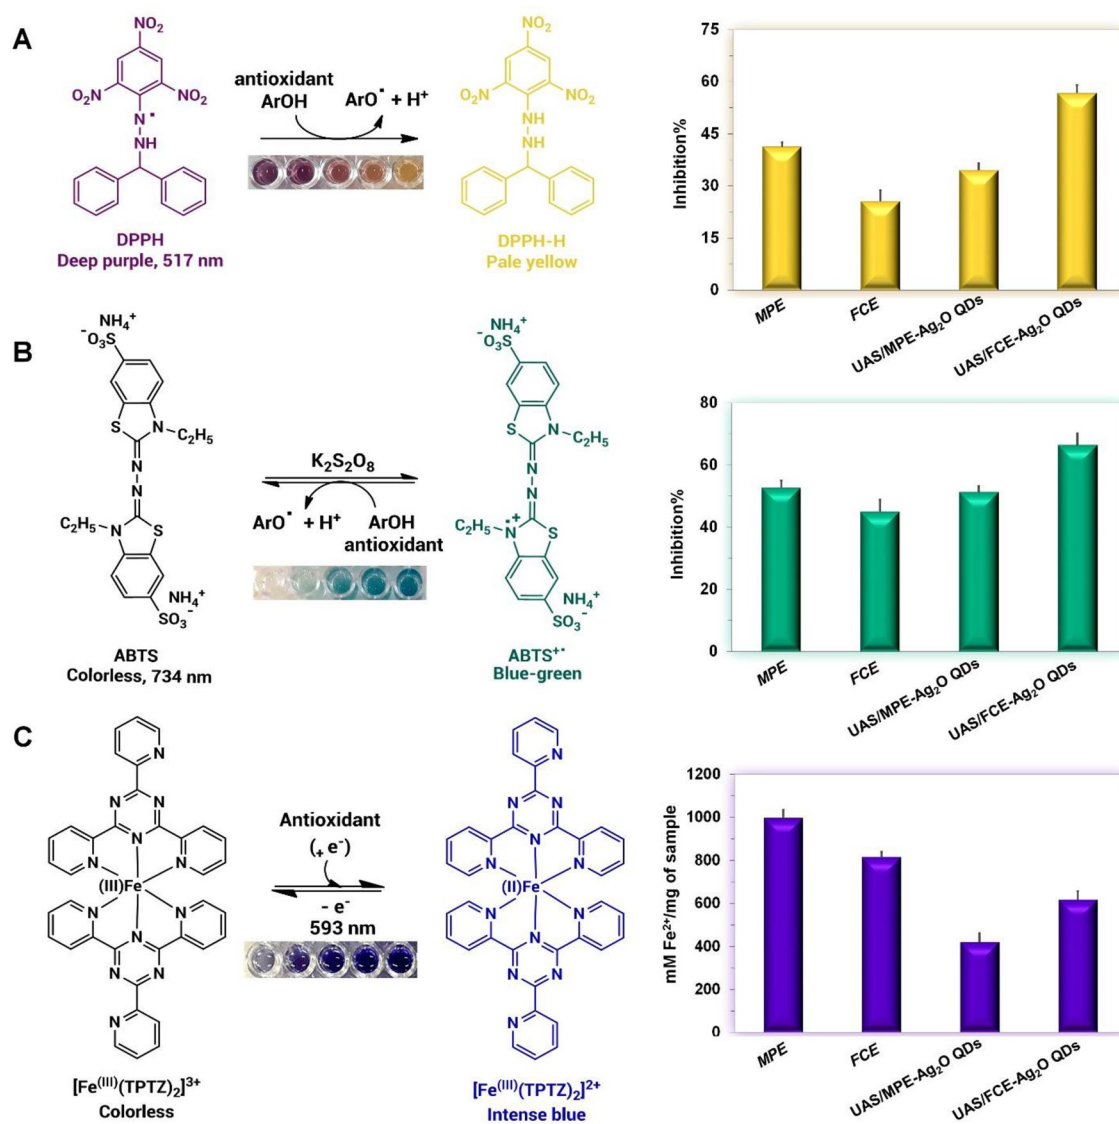 A
NO₂
O₂N
NO₂
N•
NH
DPPH
Deep purple, 517 nm
antioxidant
ArOH
ArO• + H⁺
NO₂
NO₂
NO₂
NH
NH
DPPH-H
Pale yellow
Inhibition%
75
60
45
30
15
0
MPE
FCE
UAS/MPE-Ag₂O QDs
UAS/FCE-Ag₂O QDs
B
NH₄⁺
⁻O₃S
S
N
C₂H₅
N
N
C₂H₅
N
S
NH₄⁺
SO₃⁻
ABTS
Colorless, 734 nm
K₂S₂O₈
ArO• + H⁺
ArOH
antioxidant
NH₄⁺
⁻O₃S
S
N
C₂H₅
N
N
C₂H₅
N•+
S
NH₄⁺
SO₃⁻
ABTS⁺•
Blue-green
Inhibition%
80
60
40
20
0
MPE
FCE
UAS/MPE-Ag₂O QDs
UAS/FCE-Ag₂O QDs
C
N
N
N
N
N
N
(III)Fe
N
N
N
N
N
N
[Fe⁽ᴵᴵᴵ⁾(TPTZ)₂]³⁺
Colorless
Antioxidant
(+ e⁻)
- e⁻
593 nm
N
N
N
N
N
N
(II)Fe
N
N
N
N
N
N
[Fe⁽ᴵᴵᴵ⁾(TPTZ)₂]²⁺
Intense blue
mM Fe²⁺/mg of sample
1200
1000
800
600
400
200
0
MPE
FCE
UAS/MPE-Ag₂O QDs
UAS/FCE-Ag₂O QDs